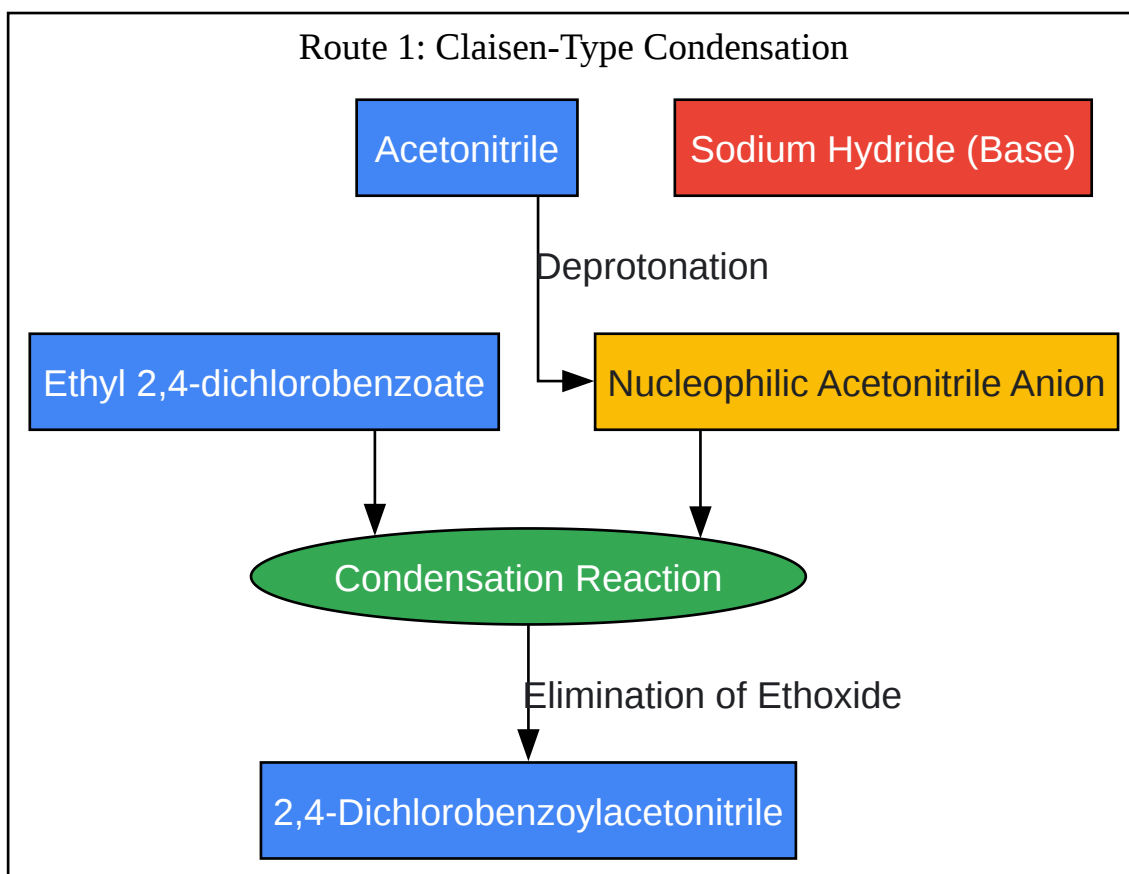 Route 1: Claisen-Type Condensation
Acetonitrile
Sodium Hydride (Base)
Deprotonation
Ethyl 2,4-dichlorobenzoate
Nucleophilic Acetonitrile Anion
Condensation Reaction
Elimination of Ethoxide
2,4-Dichlorobenzoylacetonitrile